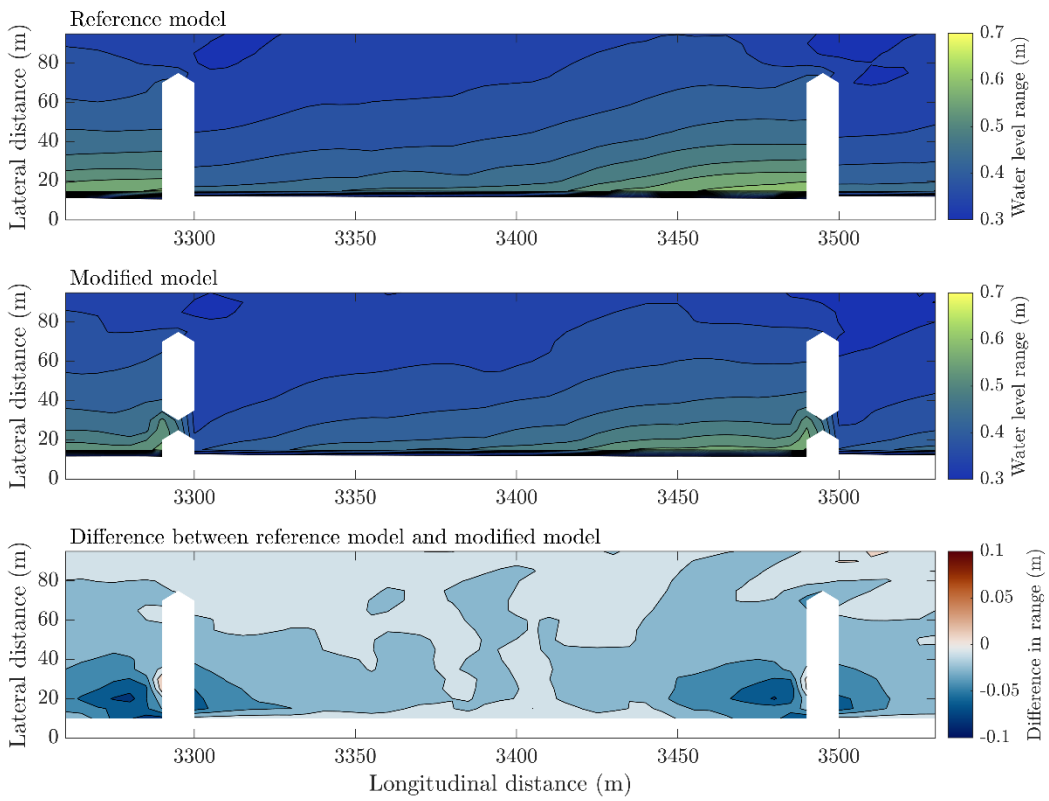 Reference model
Lateral distance (m)
80
60
40
20
0
3300 3350 3400 3450 3500
0.7
0.6
0.5
0.4
0.3
Water level range (m)
Modified model
Lateral distance (m)
80
60
40
20
0
3300 3350 3400 3450 3500
0.7
0.6
0.5
0.4
0.3
Water level range (m)
Difference between reference model and modified model
Lateral distance (m)
80
60
40
20
0
3300 3350 3400 3450 3500
Longitudinal distance (m)
0.1
0.05
0
-0.05
-0.1
Difference in range (m)